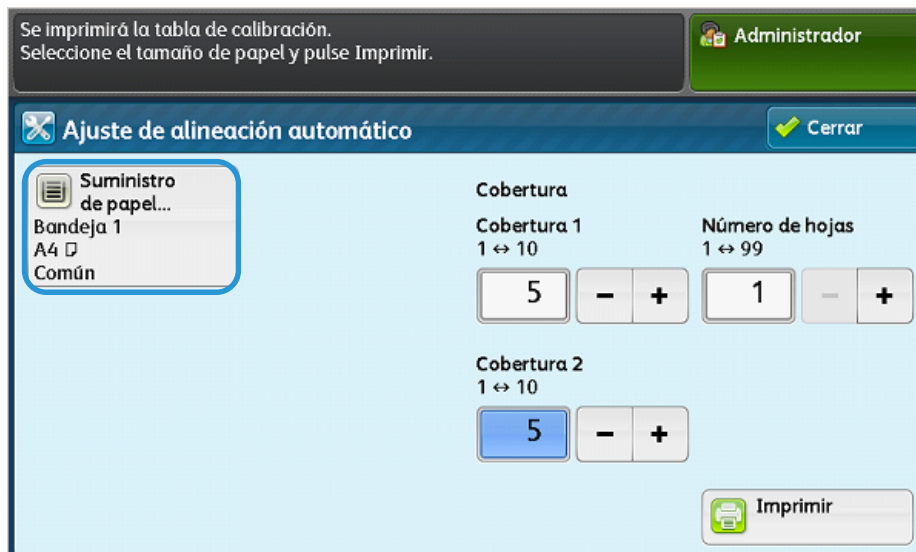 Se imprimirá la tabla de calibración.
Seleccione el tamaño de papel y pulse Imprimir.
Administrador
Ajuste de alineación automático
Cerrar
Suministro
de papel...
Bandeja 1
A4
Común
Cobertura
Cobertura 1
1 ↔ 10
5 − +
Número de hojas
1 ↔ 99
1 − +
Cobertura 2
1 ↔ 10
5 − +
Imprimir